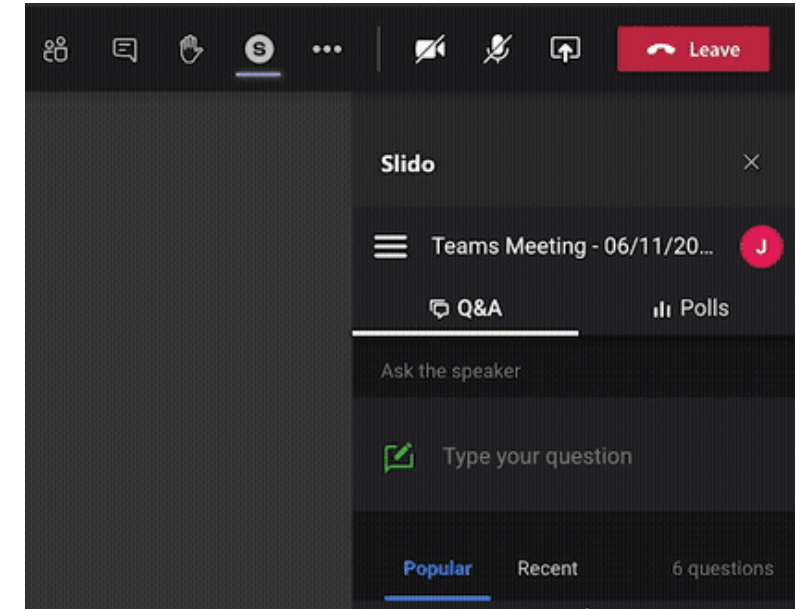 S
Leave
Slido
Teams Meeting - 06/11/20...
J
Q&A
Polls
Ask the speaker
Type your question
Popular
Recent
6 questions